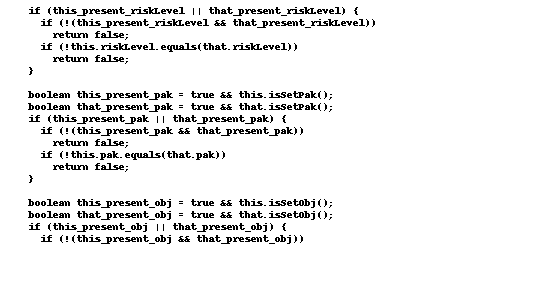 if (this_present_riskLevel || that_present_riskLevel) {
if (!(this_present_riskLevel && that_present_riskLevel))
return false;
if (!this.riskLevel.equals(that.riskLevel))
return false;
}
boolean this_present_pak = true && this.isSetPak();
boolean that_present_pak = true && that.isSetPak();
if (this_present_pak || that_present_pak) {
if (!(this_present_pak && that_present_pak))
return false;
if (!this.pak.equals(that.pak))
return false;
}
boolean this_present_obj = true && this.isSetObj();
boolean that_present_obj = true && that.isSetObj();
if (this_present_obj || that_present_obj) {
if (!(this_present_obj && that_present_obj))